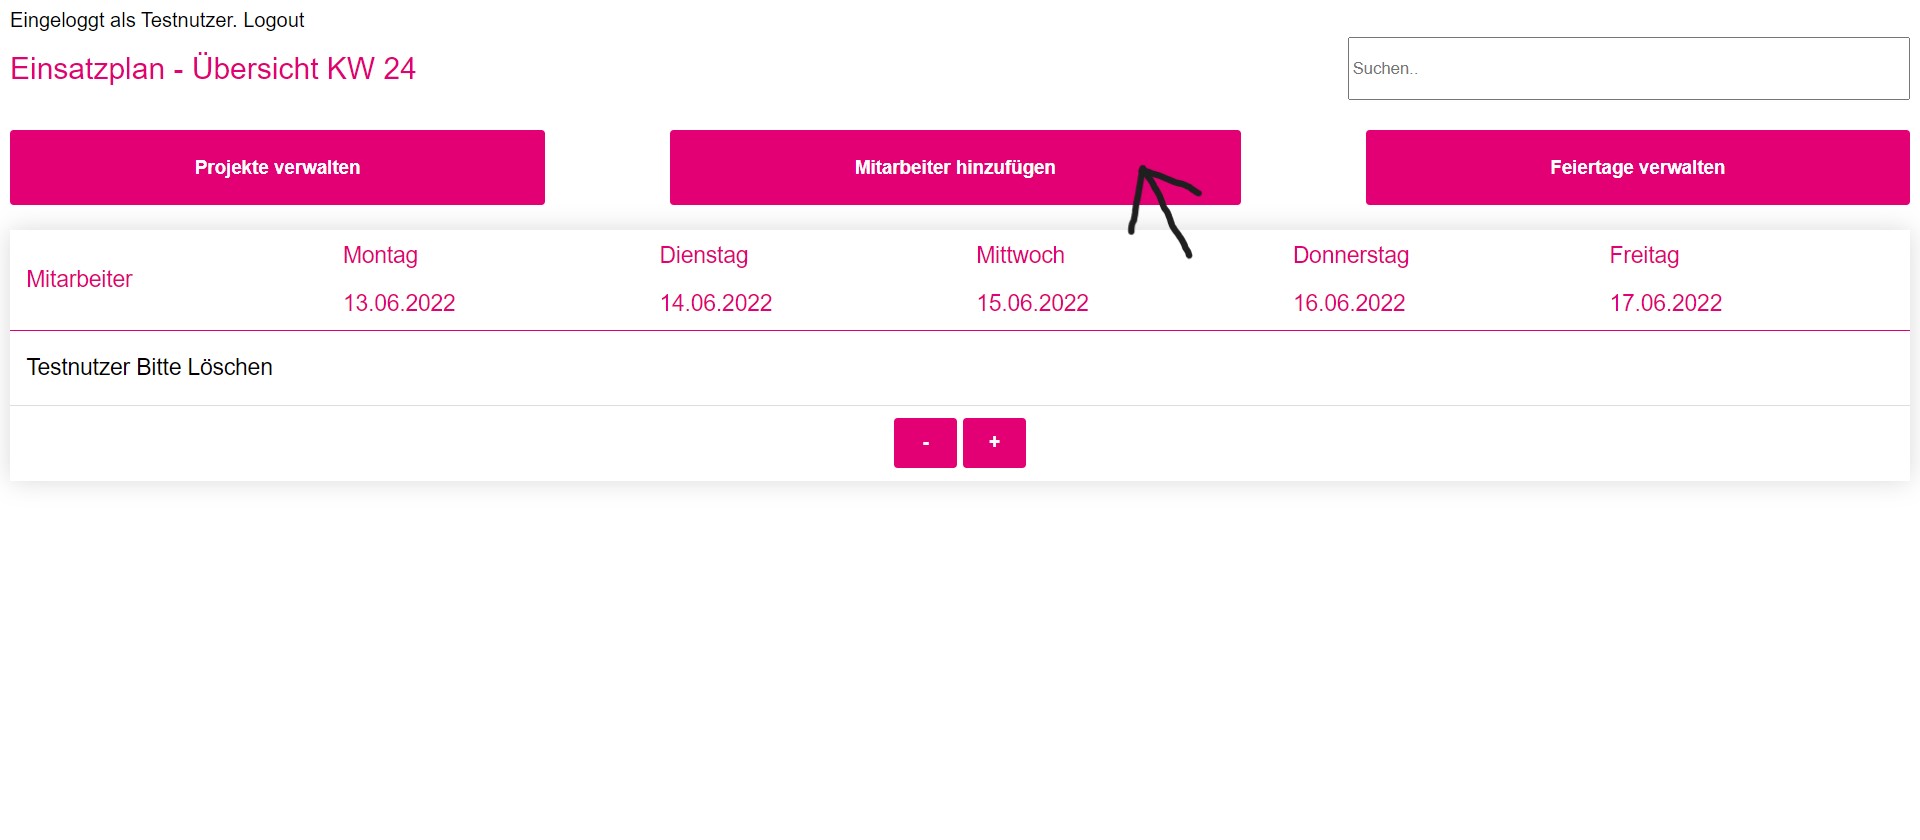 Eingeloggt als Testnutzer. Logout
Einsatzplan - Übersicht KW 24
Suchen..
Projekte verwalten
Mitarbeiter hinzufügen
Feiertage verwalten
Mitarbeiter
Montag
13.06.2022
Dienstag
14.06.2022
Mittwoch
15.06.2022
Donnerstag
16.06.2022
Freitag
17.06.2022
Testnutzer Bitte Löschen
-
+